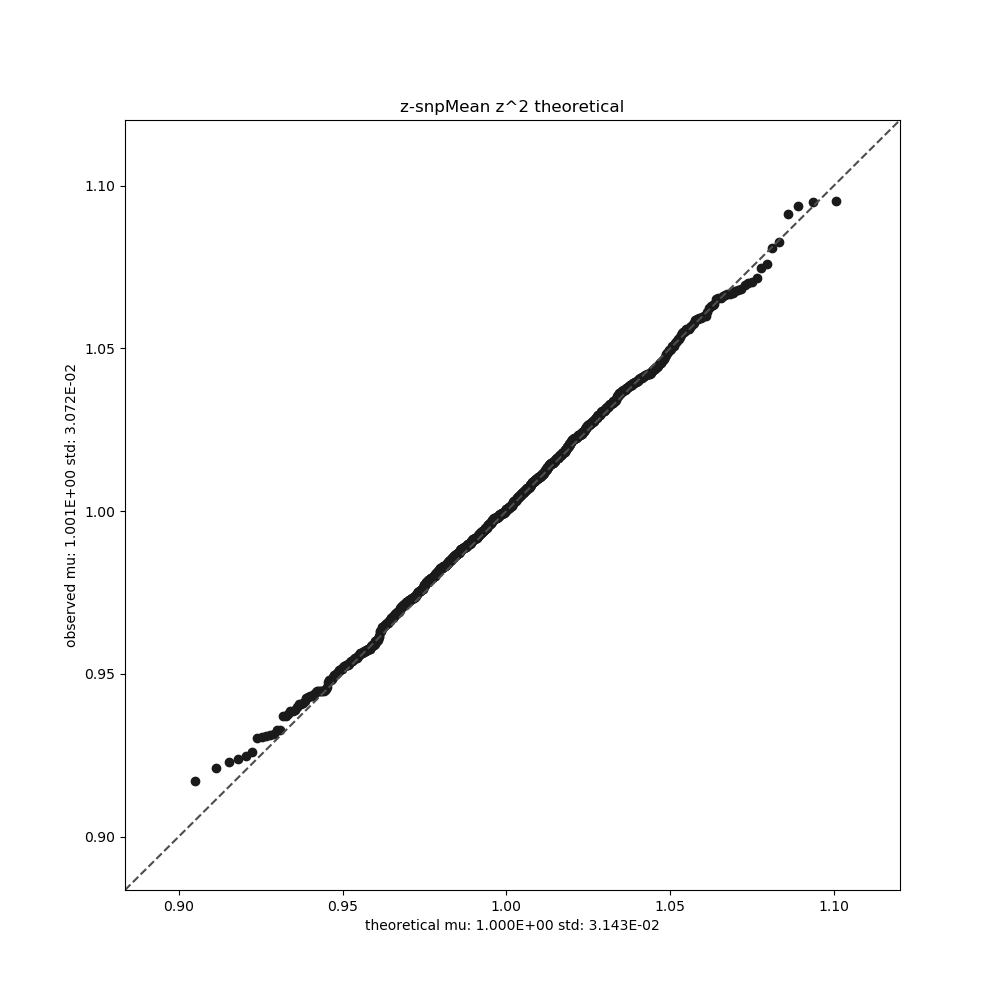 z-snpMean z^2 theoretical
observed mu: 1.001E+00 std: 3.072E-02
1.10
1.05
1.00
0.95
0.90
0.90 0.95 1.00 1.05 1.10
theoretical mu: 1.000E+00 std: 3.143E-02